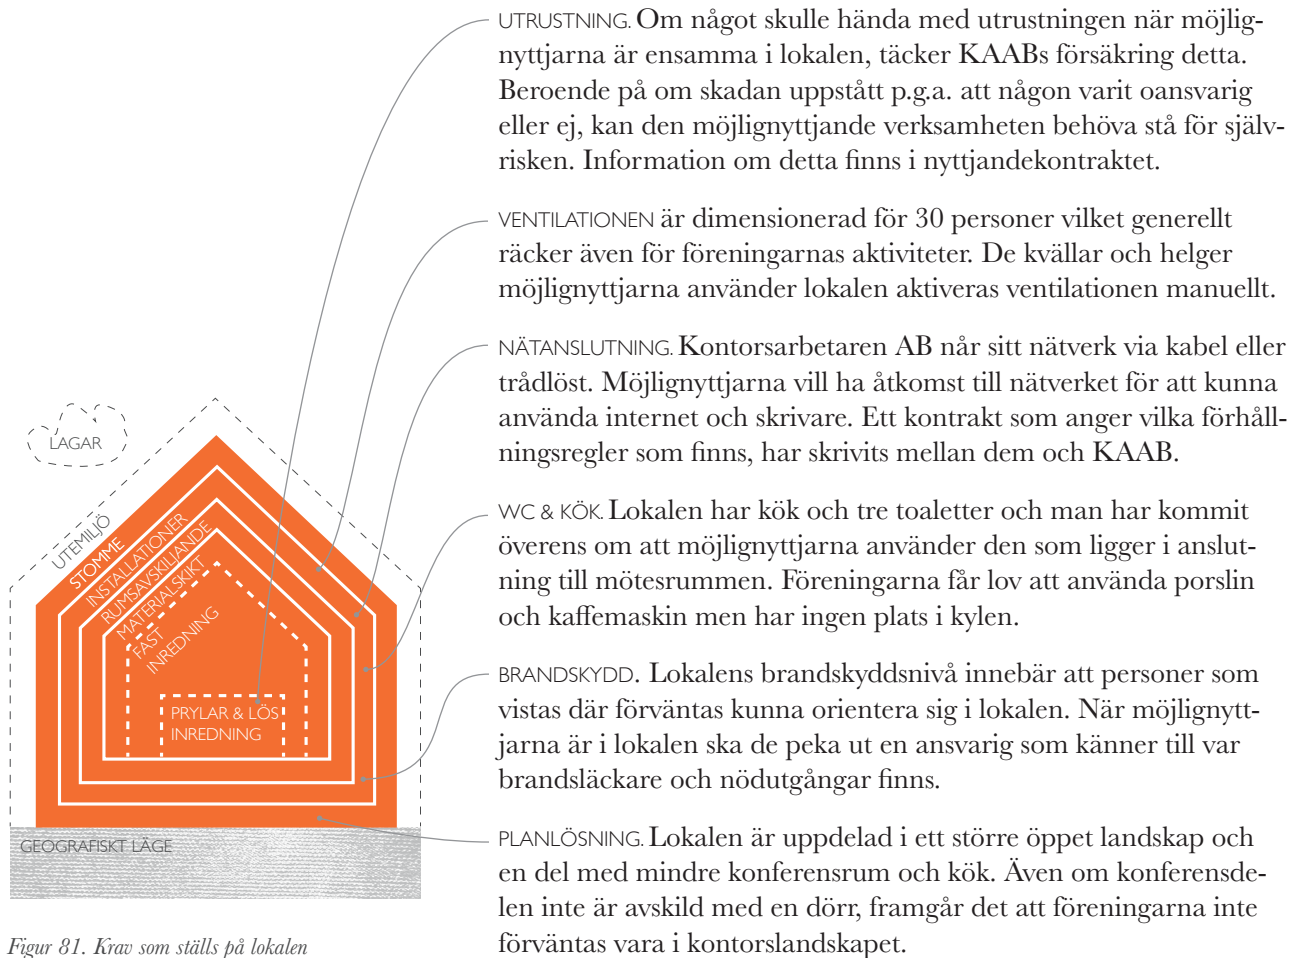 UTRUSTNING. Om något skulle hända med utrustningen när möjlig-
nyttjarna är ensamma i lokalen, täcker KAABs försäkring detta.
Beroende på om skadan uppstått p.g.a. att någon varit oansvarig
eller ej, kan den möjlignyttjande verksamheten behöva stå för själv-
risken. Information om detta finns i nyttjandekontraktet.
VENTILATIONEN är dimensionerad för 30 personer vilket generellt
räcker även för föreningarnas aktiviteter. De kvällar och helger
möjlignyttjarna använder lokalen aktiveras ventilationen manuellt.
NÄTANSLUTNING. Kontorsarbetaren AB når sitt nätverk via kabel eller
trådlöst. Möjlignyttjarna vill ha åtkomst till nätverket för att kunna
använda internet och skrivare. Ett kontrakt som anger vilka förhåll-
ningsregler som finns, har skrivits mellan dem och KAAB.
WC & KÖK. Lokalen har kök och tre toaletter och man har kommit
överens om att möjlignyttjarna använder den som ligger i anslut-
ning till mötesrummen. Föreningarna får lov att använda porslin
och kaffemaskin men har ingen plats i kylen.
BRANDSKYDD. Lokalens brandskyddsnivå innebär att personer som
vistas där förväntas kunna orientera sig i lokalen. När möjlignytt-
jarna är i lokalen ska de peka ut en ansvarig som känner till var
brandsläckare och nödutgångar finns.
PLANLÖSNING. Lokalen är uppdelad i ett större öppet landskap och
en del med mindre konferensrum och kök. Även om konferensde-
len inte är avskild med en dörr, framgår det att föreningarna inte
förväntas vara i kontorslandskapet.
LAGAR
UTEMILJÖ
STOMME
INSTALLATIONER
RUMSAVSKILJANDE
MATERIALSKIKT
FAST
INREDNING
PRYLAR & LÖS
INREDNING
GEOGRAFISKT LÄGE
Figur 81. Krav som ställs på lokalen